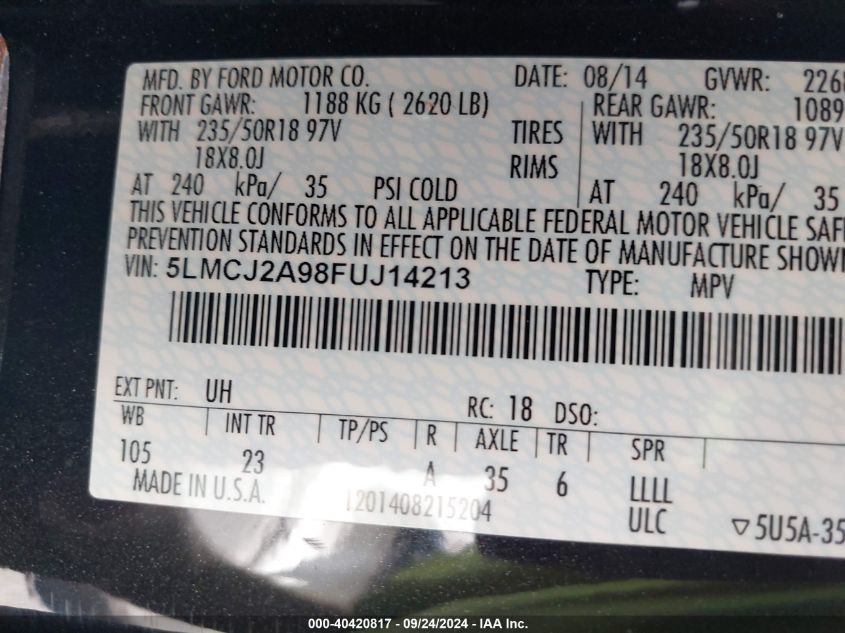 MFD. BY FORD MOTOR CO. DATE: 08/14 GVWR: 2268
FRONT GAWR: 1188 KG ( 2620 LB) REAR GAWR: 1089
WITH 235/50R18 97V TIRES WITH 235/50R18 97V
18X8.0J RIMS 18X8.0J
AT 240 kPa/ 35 PSI COLD AT 240 kPa/ 35
THIS VEHICLE CONFORMS TO ALL APPLICABLE FEDERAL MOTOR VEHICLE SAF
PREVENTION STANDARDS IN EFFECT ON THE DATE OF MANUFACTURE SHOWN
VIN: 5LMCJ2A98FUJ14213 TYPE: MPV
EXT PNT: UH RC: 18 DSO:
WB INT TR TP/PS R AXLE TR SPR
105 23 A 35 6 LLLL
MADE IN U.S.A. 1201408215204 ULC ▽5U5A-35
000-40420817 - 09/24/2024 - IAA Inc.